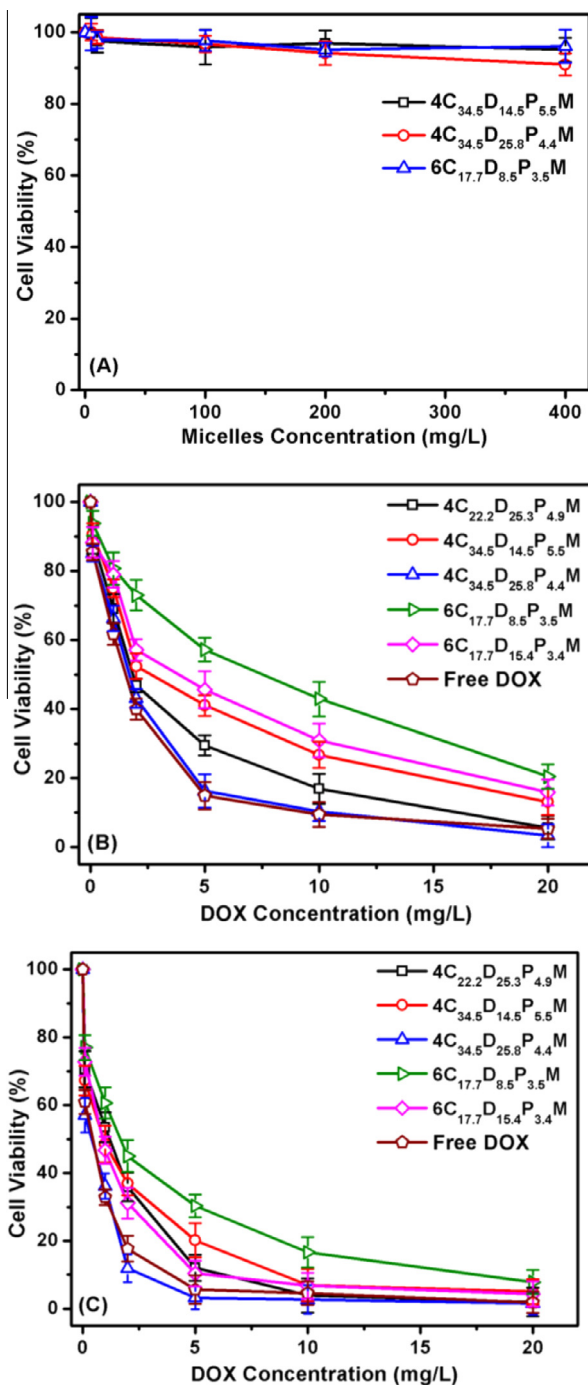 100
80
60
40
20
0
Cell Viability (%)
4C34.5D14.5P5.5M
4C34.5D25.8P4.4M
6C17.7D8.5P3.5M
(A)
0 100 200 300 400
Micelles Concentration (mg/L)
100
80
60
40
20
0
Cell Viability (%)
4C22.2D25.3P4.9M
4C34.5D14.5P5.5M
4C34.5D25.8P4.4M
6C17.7D8.5P3.5M
6C17.7D15.4P3.4M
Free DOX
(B)
0 5 10 15 20
DOX Concentration (mg/L)
100
80
60
40
20
0
Cell Viability (%)
4C22.2D25.3P4.9M
4C34.5D14.5P5.5M
4C34.5D25.8P4.4M
6C17.7D8.5P3.5M
6C17.7D15.4P3.4M
Free DOX
(C)
0 5 10 15 20
DOX Concentration (mg/L)